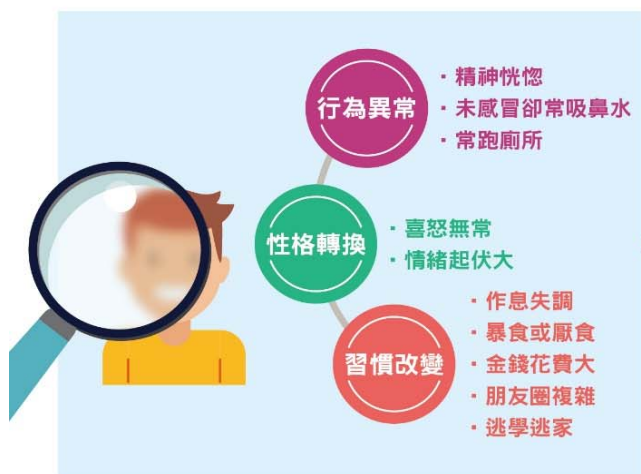 行為異常
・精神恍惚
・未感冒卻常吸鼻水
・常跑廁所
性格轉換
・喜怒無常
・情緒起伏大
習慣改變
・作息失調
・暴食或厭食
・金錢花費大
・朋友圈複雜
・逃學逃家